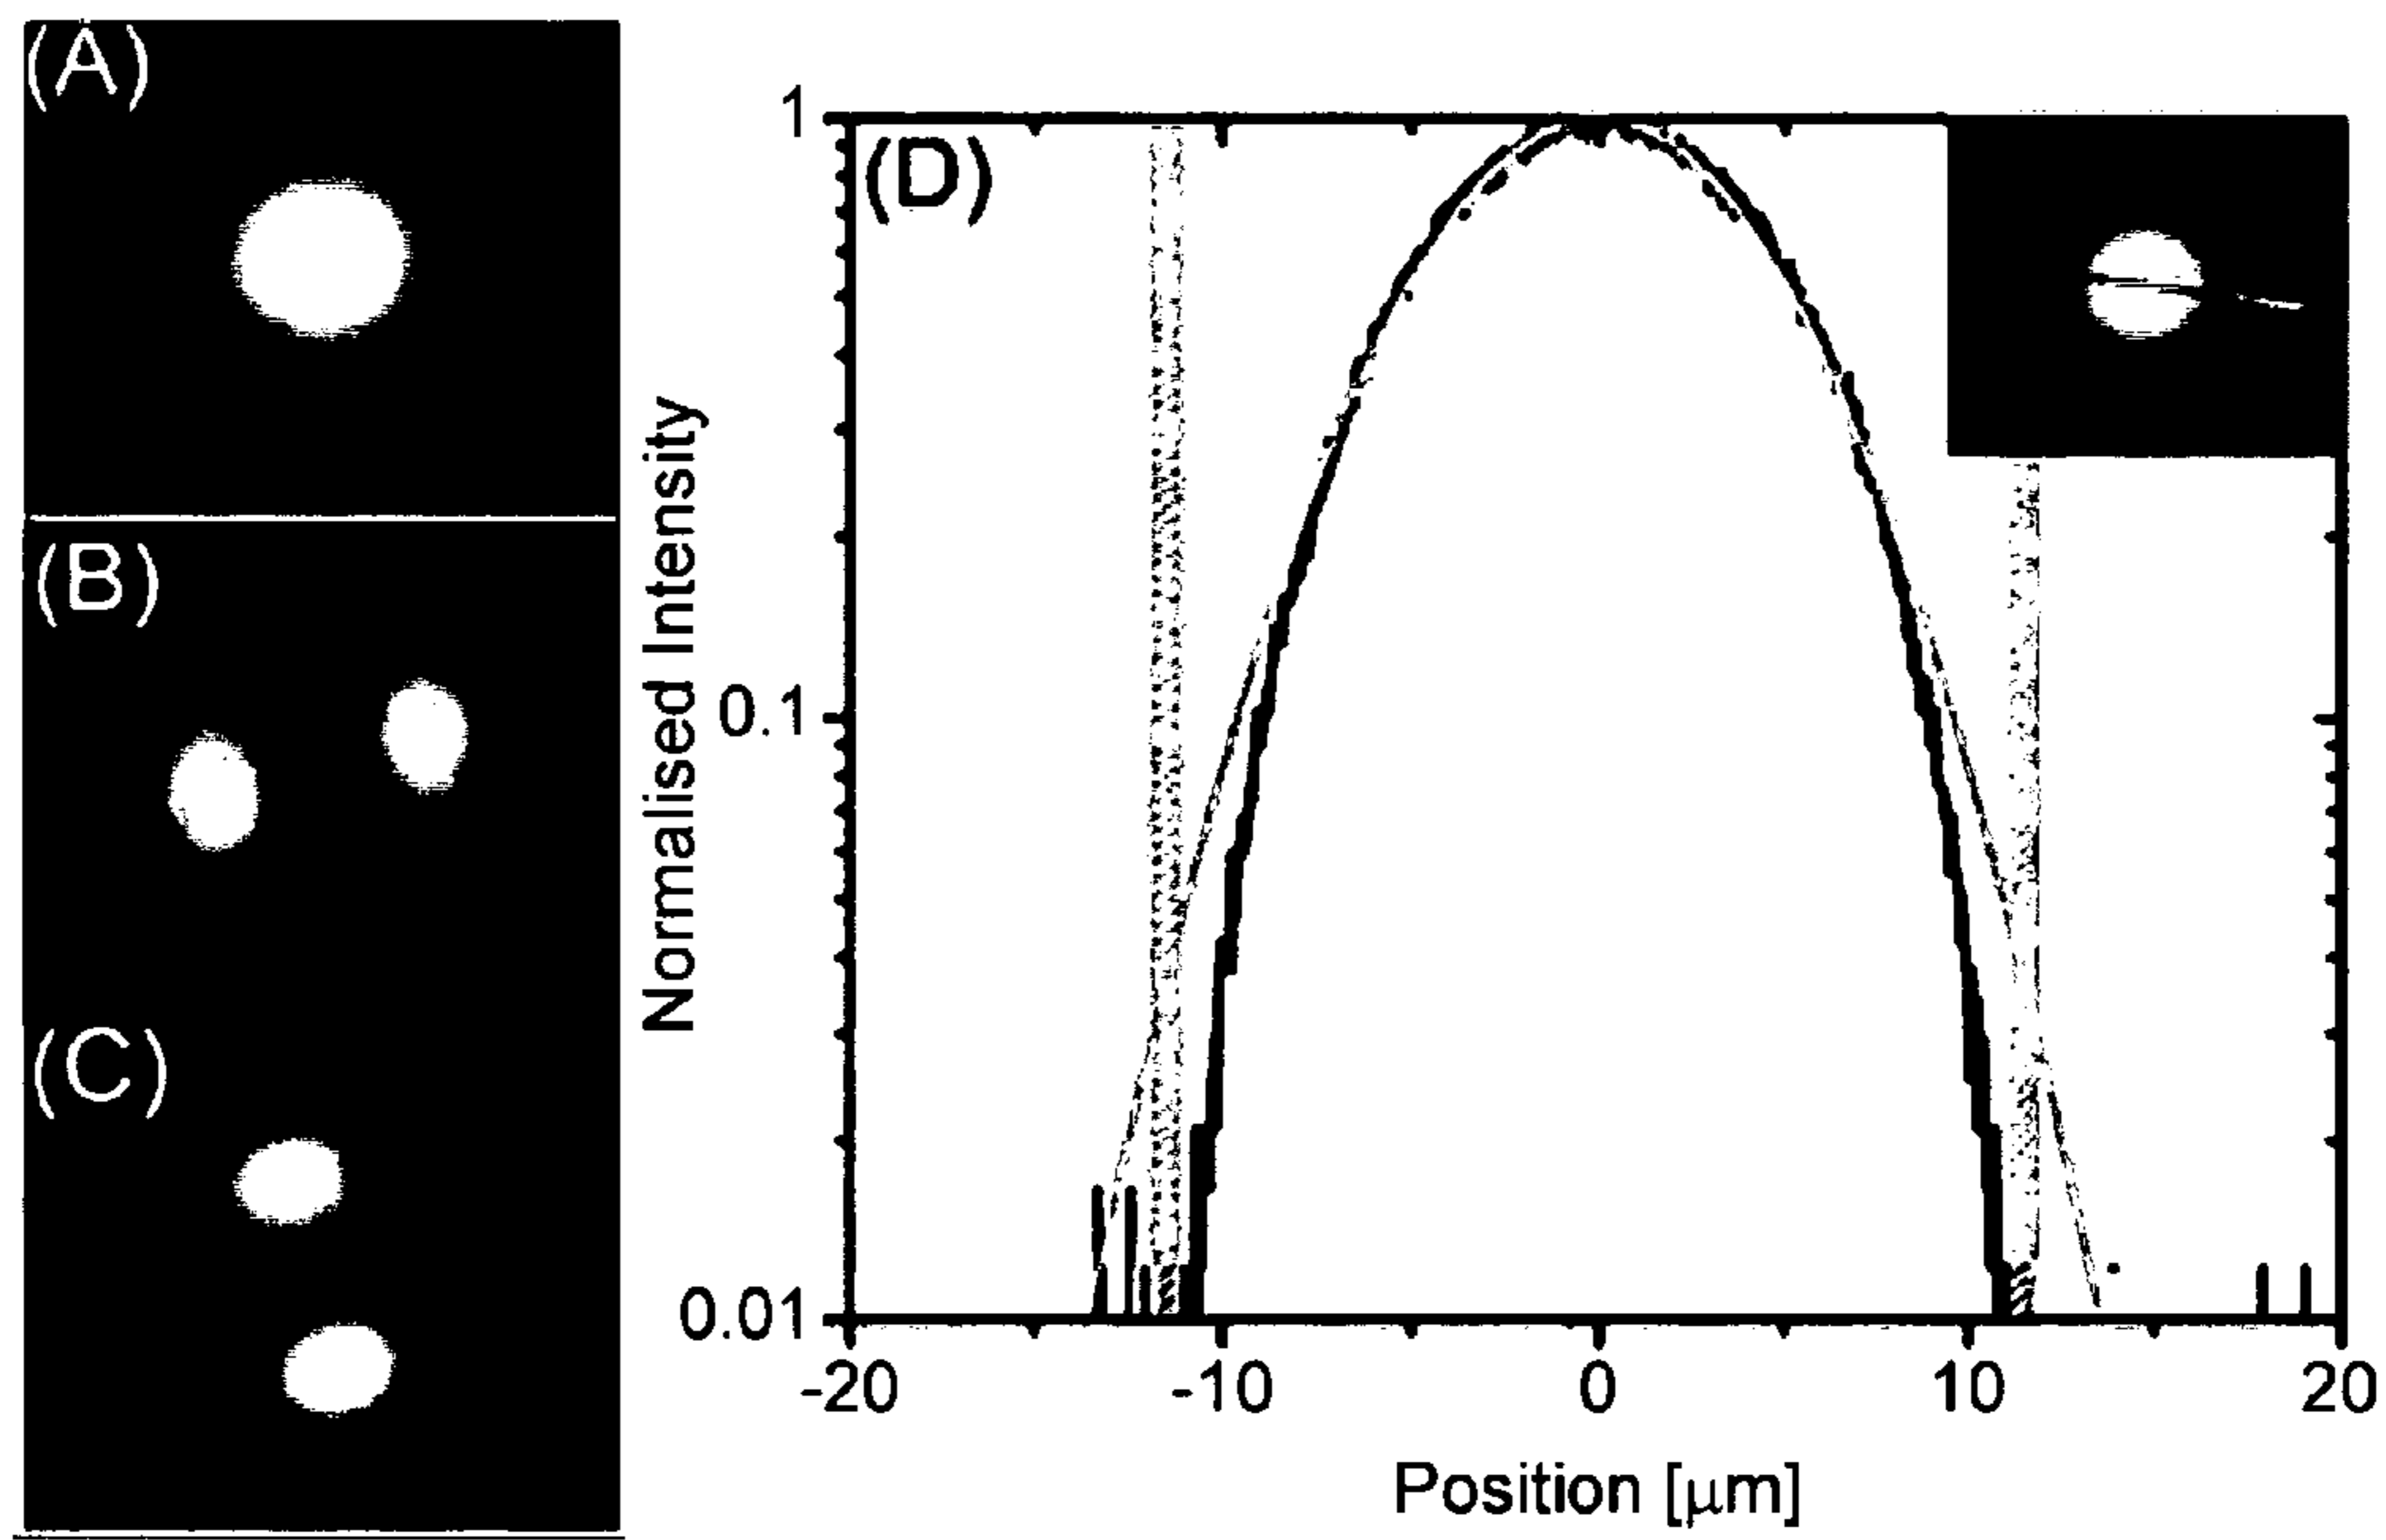 (A)
(B)
(C)
(D)
Normalised Intensity
1
0.1
0.01
-20
-10
0
10
20
Position [μm]